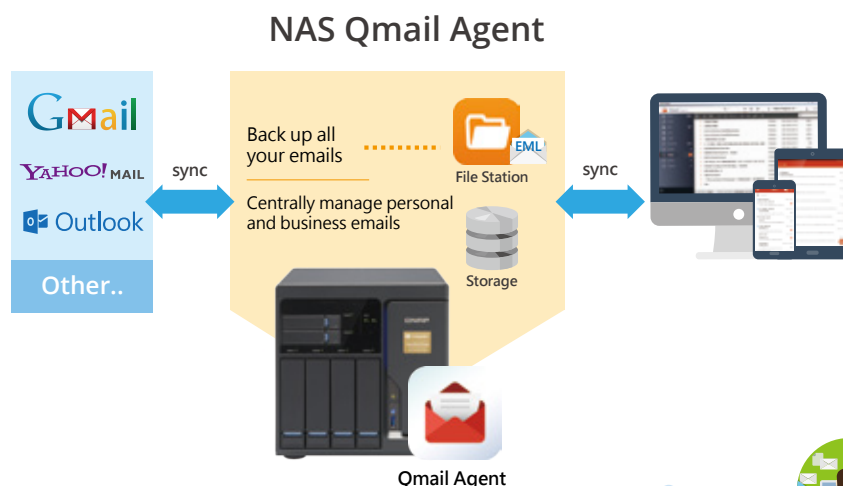 NAS Qmail Agent
Gmail
YAHOO! MAIL
Outlook
Other..
sync
Back up all
your emails
EML
File Station
Centrally manage personal
and business emails
Storage
sync
Qmail Agent